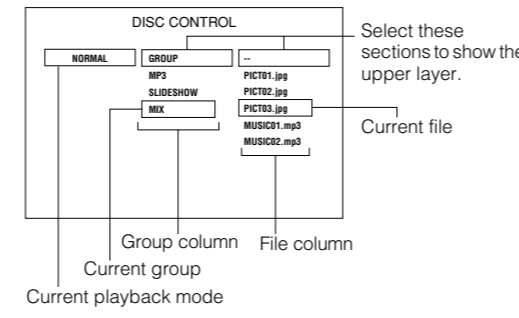 DISC CONTROL
Select these
sections to show the
upper layer.
NORMAL
GROUP
--
MP3
PICT01.jpg
SLIDESHOW
PICT02.jpg
MIX
PICT03.jpg
Current file
MUSIC01.mp3
MUSIC02.mp3
Group column
File column
Current group
Current playback mode